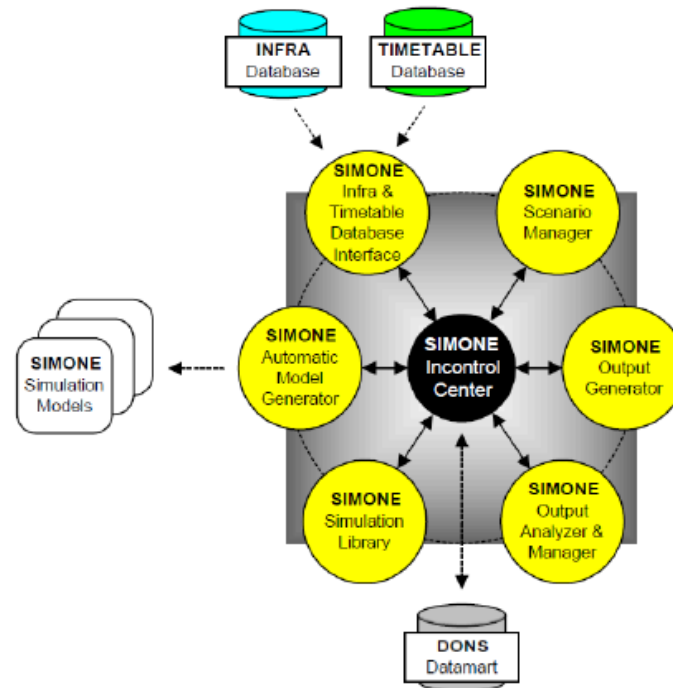 INFRA
Database
TIMETABLE
Database
SIMONE
Infra &
Timetable
Database
Interface
SIMONE
Scenario
Manager
SIMONE
Automatic
Model
Generator
SIMONE
Incontrol
Center
SIMONE
Output
Generator
SIMONE
Simulation
Models
SIMONE
Simulation
Library
SIMONE
Output
Analyzer &
Manager
DONS
Datamart